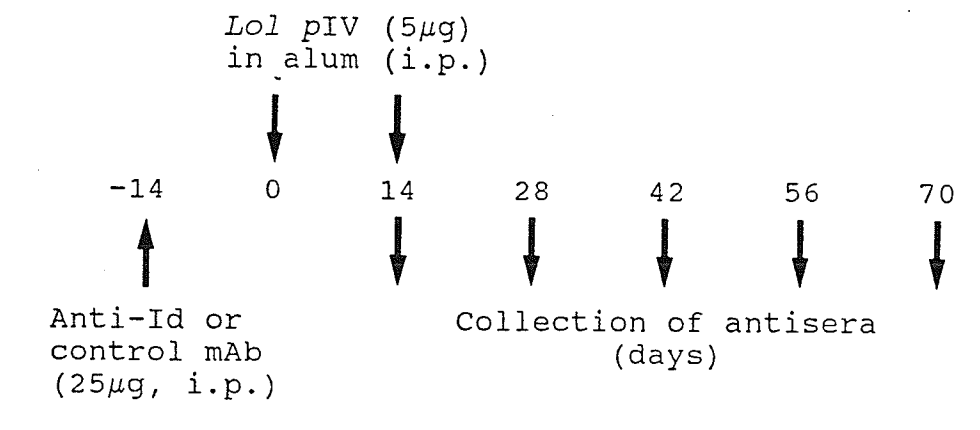 Lol pIV (5µg)
in alum (i.p.)
-14 0 14 28 42 56 70
Anti-Id or
control mAb
(25µg, i.p.)
Collection of antisera
(days)